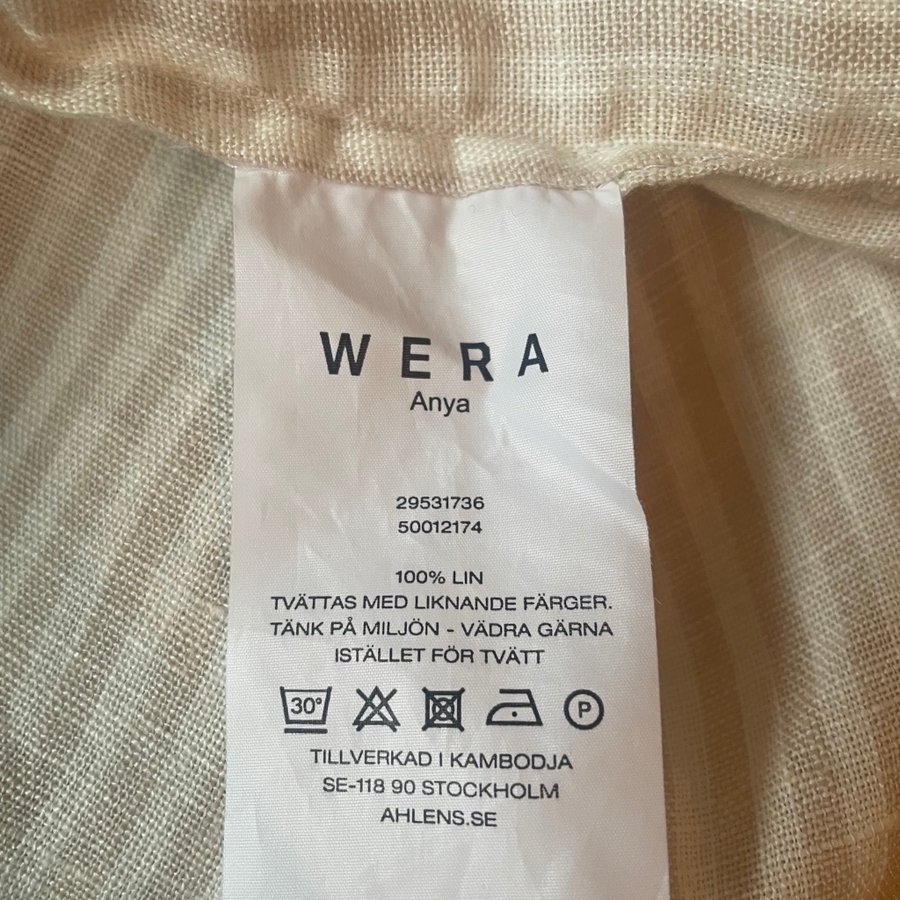 WERA
Anya
29531736
50012174
100% LIN
TVÄTTAS MED LIKNANDE FÄRGER.
TÄNK PÅ MILJÖN - VÄDRA GÄRNA
ISTÄLLET FÖR TVÄTT
30° P
TILLVERKAD I KAMBODJA
SE-118 90 STOCKHOLM
AHLENS.SE